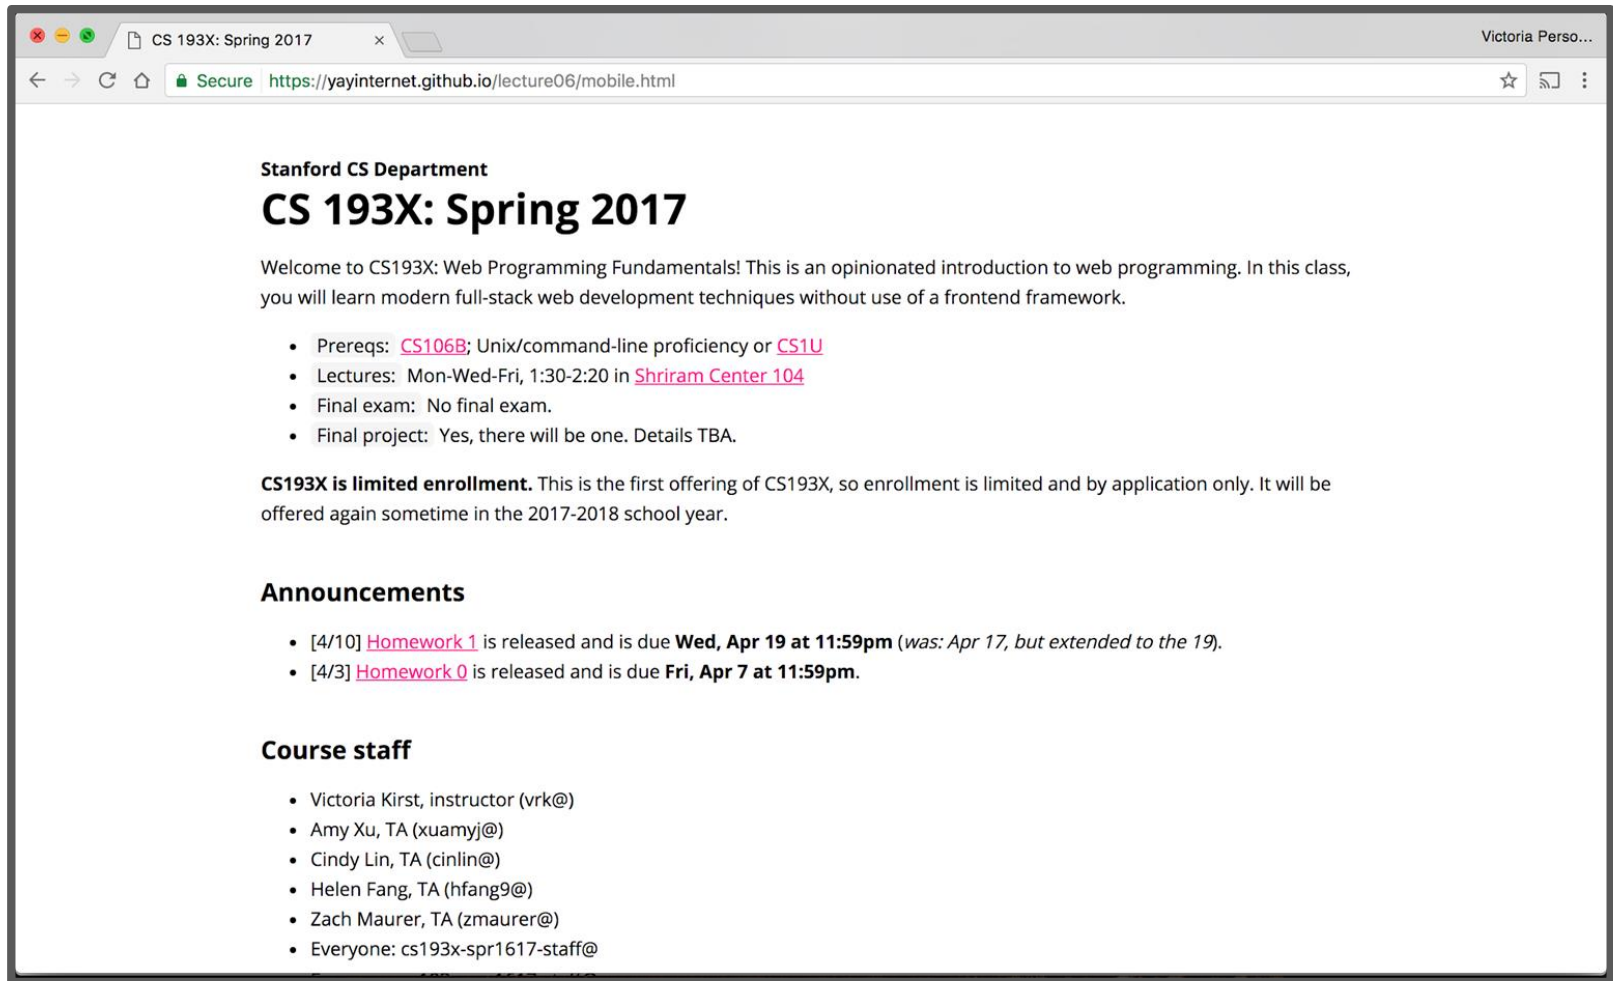 CS 193X: Spring 2017
Victoria Perso...
Secure https://yayinternet.github.io/lecture06/mobile.html
Stanford CS Department
CS 193X: Spring 2017
Welcome to CS193X: Web Programming Fundamentals! This is an opinionated introduction to web programming. In this class,
you will learn modern full-stack web development techniques without use of a frontend framework.
• Prereqs: CS106B; Unix/command-line proficiency or CS1U
• Lectures: Mon-Wed-Fri, 1:30-2:20 in Shriram Center 104
• Final exam: No final exam.
• Final project: Yes, there will be one. Details TBA.
CS193X is limited enrollment. This is the first offering of CS193X, so enrollment is limited and by application only. It will be
offered again sometime in the 2017-2018 school year.
Announcements
• [4/10] Homework 1 is released and is due Wed, Apr 19 at 11:59pm (was: Apr 17, but extended to the 19).
• [4/3] Homework 0 is released and is due Fri, Apr 7 at 11:59pm.
Course staff
• Victoria Kirst, instructor (vrk@)
• Amy Xu, TA (xuamyj@)
• Cindy Lin, TA (cinlin@)
• Helen Fang, TA (hfang9@)
• Zach Maurer, TA (zmaurer@)
• Everyone: cs193x-spr1617-staff@